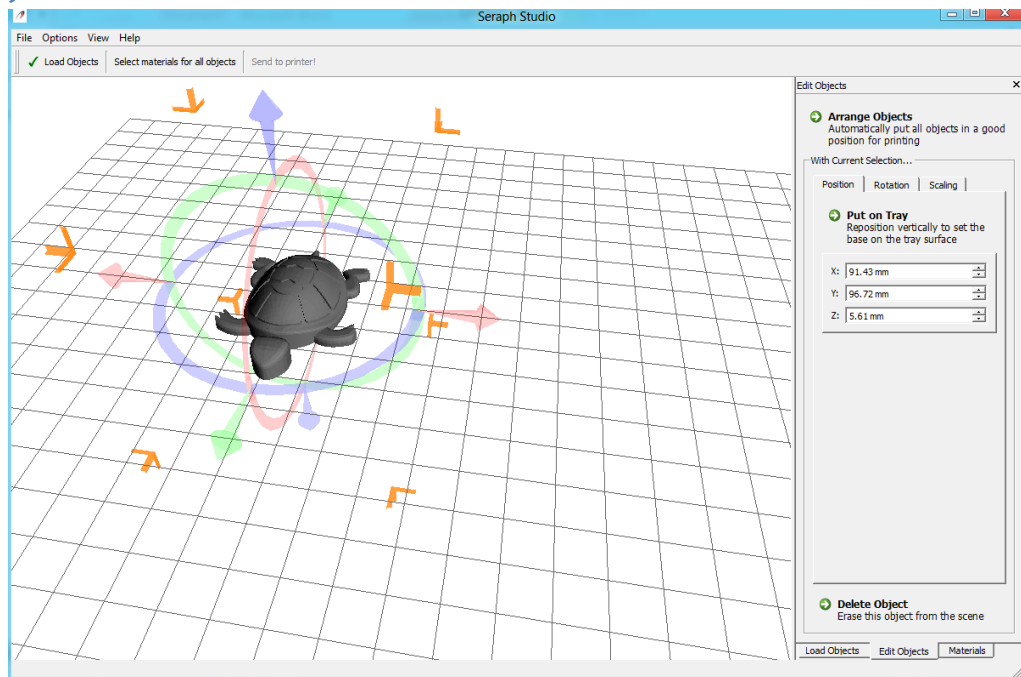 Seraph Studio
File Options View Help
Load Objects Select materials for all objects Send to printer!
Edit Objects
Arrange Objects
Automatically put all objects in a good
position for printing
With Current Selection...
Position Rotation Scaling
Put on Tray
Reposition vertically to set the
base on the tray surface
X: 91.43 mm
Y: 96.72 mm
Z: 5.61 mm
Delete Object
Erase this object from the scene
Load Objects Edit Objects Materials